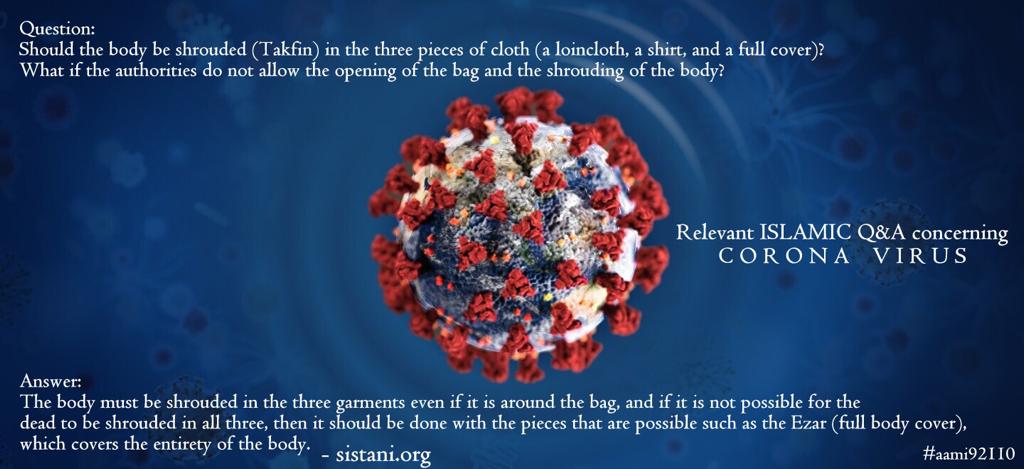 Question:
Should the body be shrouded (Takfin) in the three pieces of cloth (a loincloth, a shirt, and a full cover)?
What if the authorities do not allow the opening of the bag and the shrouding of the body?
Relevant ISLAMIC Q&A concerning
CORONA VIRUS
Answer:
The body must be shrouded in the three garments even if it is around the bag, and if it is not possible for the
dead to be shrouded in all three, then it should be done with the pieces that are possible such as the Ezar (full body cover),
which covers the entirety of the body.
- sistani.org
#aami92110